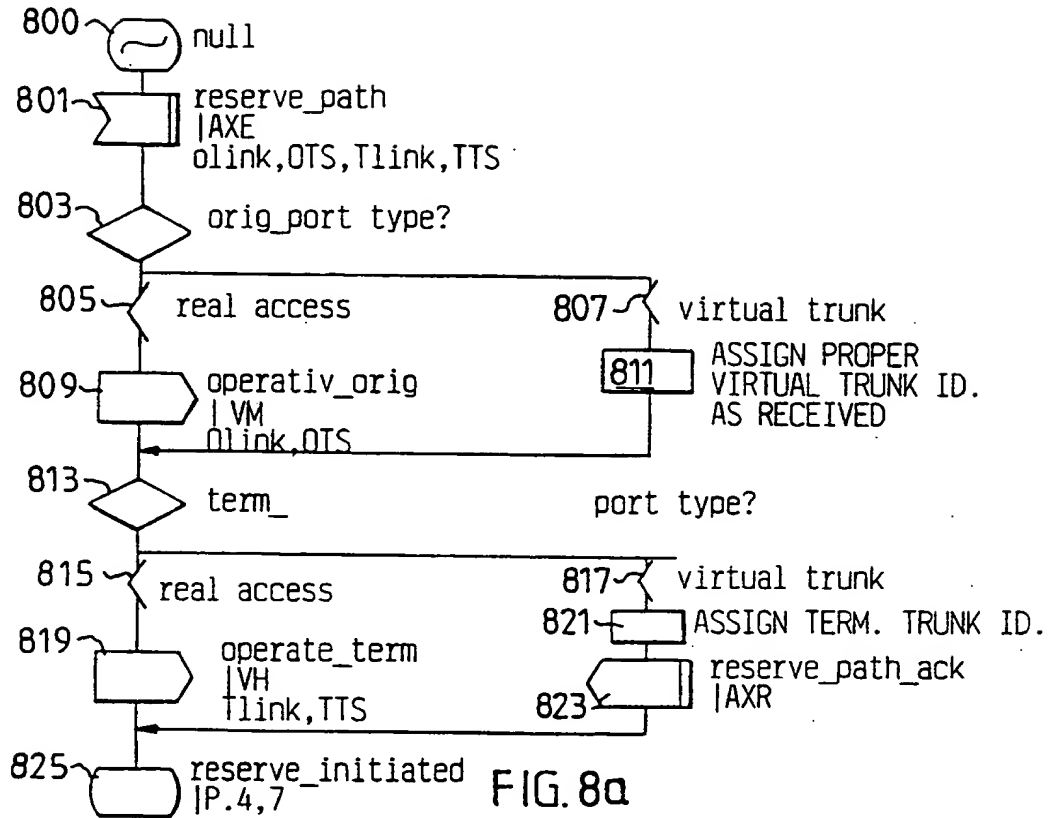 800 null
801 reserve_path
|AXE
olink,OTS,Tlink,TTS
803 orig_port type?
805 real access
807 virtual trunk
809 operativ_orig
| VM
Olink,OTS
811 ASSIGN PROPER
VIRTUAL TRUNK ID.
AS RECEIVED
813 term_ port type?
815 real access
817 virtual trunk
819 operate_term
|VH
Tlink,TTS
821 ASSIGN TERM. TRUNK ID.
823 reserve_path_ack
|AXR
825 reserve_initiated
|P.4,7
FIG. 8a